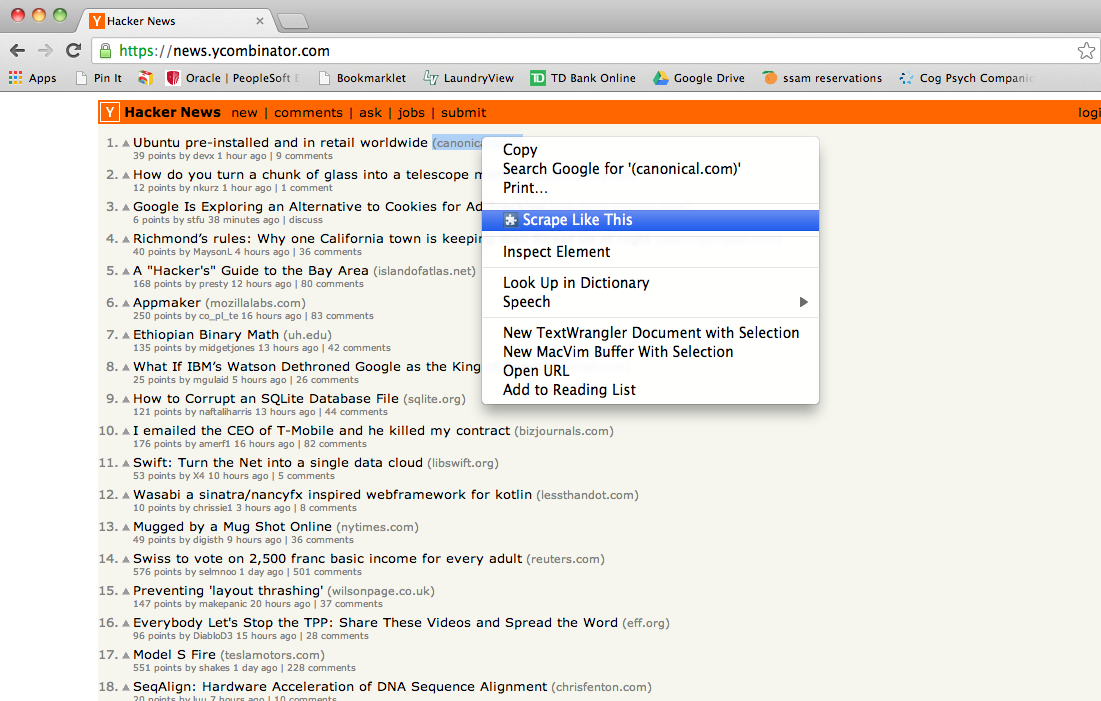 Y Hacker News
https://news.ycombinator.com
Apps Pin It Oracle | PeopleSoft E Bookmarklet LaundryView TD Bank Online Google Drive ssam reservations Cog Psych Companio
Y Hacker News new | comments | ask | jobs | submit logi
1. Ubuntu pre-installed and in retail worldwide (canonica
39 points by devx 1 hour ago | 9 comments
2. How do you turn a chunk of glass into a telescope m
12 points by nkurz 1 hour ago | 1 comment
3. Google Is Exploring an Alternative to Cookies for Ad
6 points by stfu 38 minutes ago | discuss
4. Richmond’s rules: Why one California town is keeping
40 points by MaysonL 4 hours ago | 36 comments
5. A "Hacker's" Guide to the Bay Area (islandofatlas.net)
168 points by presty 12 hours ago | 80 comments
6. Appmaker (mozillalabs.com)
250 points by co_pl_te 16 hours ago | 83 comments
7. Ethiopian Binary Math (uh.edu)
135 points by midgetjones 13 hours ago | 42 comments
8. What If IBM’s Watson Dethroned Google as the King
25 points by mgulaid 5 hours ago | 26 comments
9. How to Corrupt an SQLite Database File (sqlite.org)
121 points by naftaliharris 13 hours ago | 44 comments
10. I emailed the CEO of T-Mobile and he killed my contract (bizjournals.com)
176 points by amerf1 16 hours ago | 82 comments
11. Swift: Turn the Net into a single data cloud (libswift.org)
53 points by X4 10 hours ago | 5 comments
12. Wasabi a sinatra/nancyfx inspired webframework for kotlin (lessthandot.com)
10 points by chrissie1 3 hours ago | 8 comments
13. Mugged by a Mug Shot Online (nytimes.com)
49 points by digisth 9 hours ago | 36 comments
14. Swiss to vote on 2,500 franc basic income for every adult (reuters.com)
576 points by selmnoo 1 day ago | 501 comments
15. Preventing 'layout thrashing' (wilsonpage.co.uk)
147 points by makepanic 20 hours ago | 37 comments
16. Everybody Let's Stop the TPP: Share These Videos and Spread the Word (eff.org)
96 points by DiabloD3 15 hours ago | 28 comments
17. Model S Fire (teslamotors.com)
551 points by shakes 1 day ago | 228 comments
18. SeqAlign: Hardware Acceleration of DNA Sequence Alignment (chrisfenton.com)
20 points by luu 7 hours ago | 10 comments
Copy
Search Google for '(canonical.com)'
Print...
Scrape Like This
Inspect Element
Look Up in Dictionary
Speech
New TextWrangler Document with Selection
New MacVim Buffer With Selection
Open URL
Add to Reading List